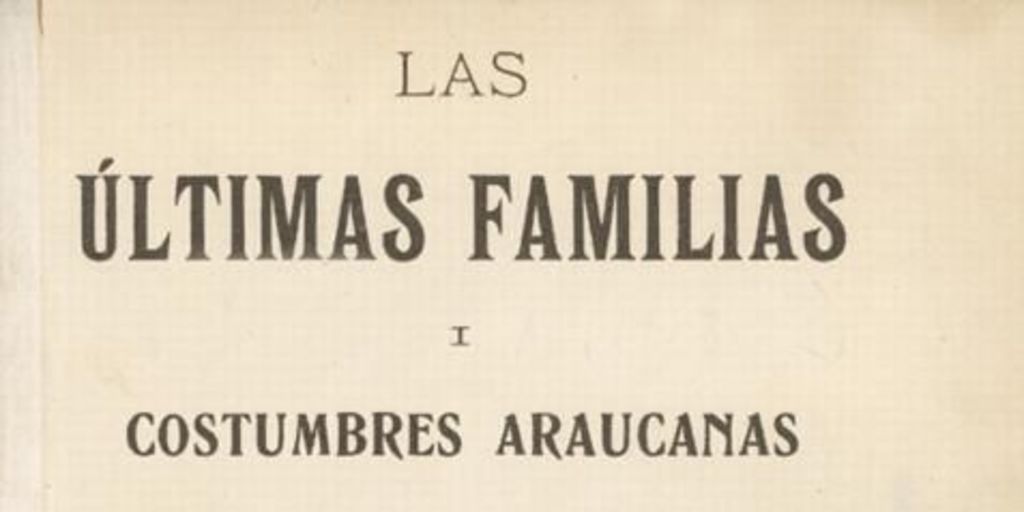 LAS
ÚLTIMAS FAMILIAS
I
COSTUMBRES ARAUCANAS